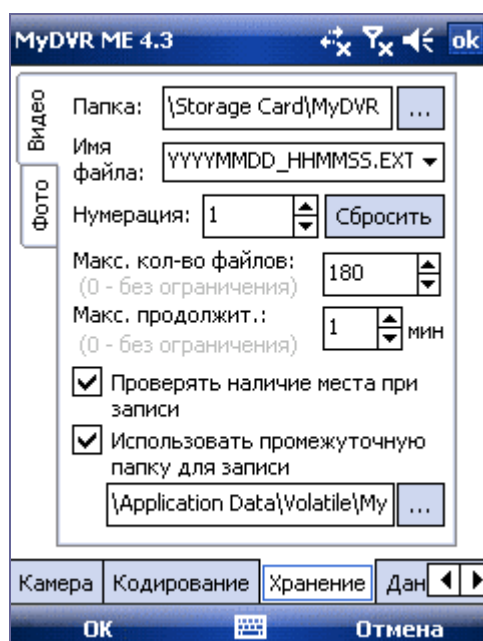 MyDVR ME 4.3
ok
Видео
Фото
Папка: \Storage Card\MyDVR ...
Имя
файла: YYYYMMDD_HHMMSS.EXT
Нумерация: 1 Сбросить
Макс. кол-во файлов: 180
(0 - без ограничения)
Макс. продолжит.: 1 мин
(0 - без ограничения)
Проверять наличие места при
записи
Использовать промежуточную
папку для записи
\Application Data\Volatile\My ...
Камера Кодирование Хранение Дан
OK Отмена